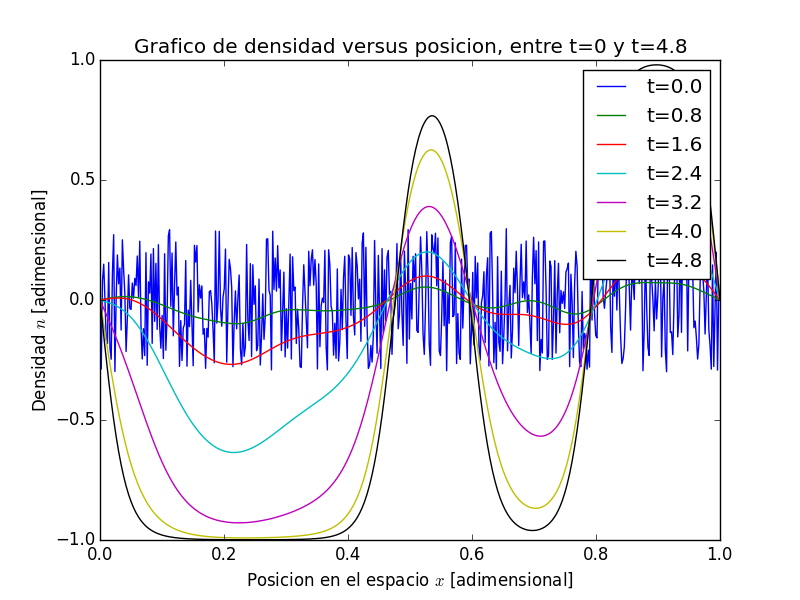 Grafico de densidad versus posicion, entre t=0 y t=4.8
1.0
0.5
0.0
−0.5
−1.0
Densidad n [adimensional]
t=0.0
t=0.8
t=1.6
t=2.4
t=3.2
t=4.0
t=4.8
0.0 0.2 0.4 0.6 0.8 1.0
Posicion en el espacio x [adimensional]